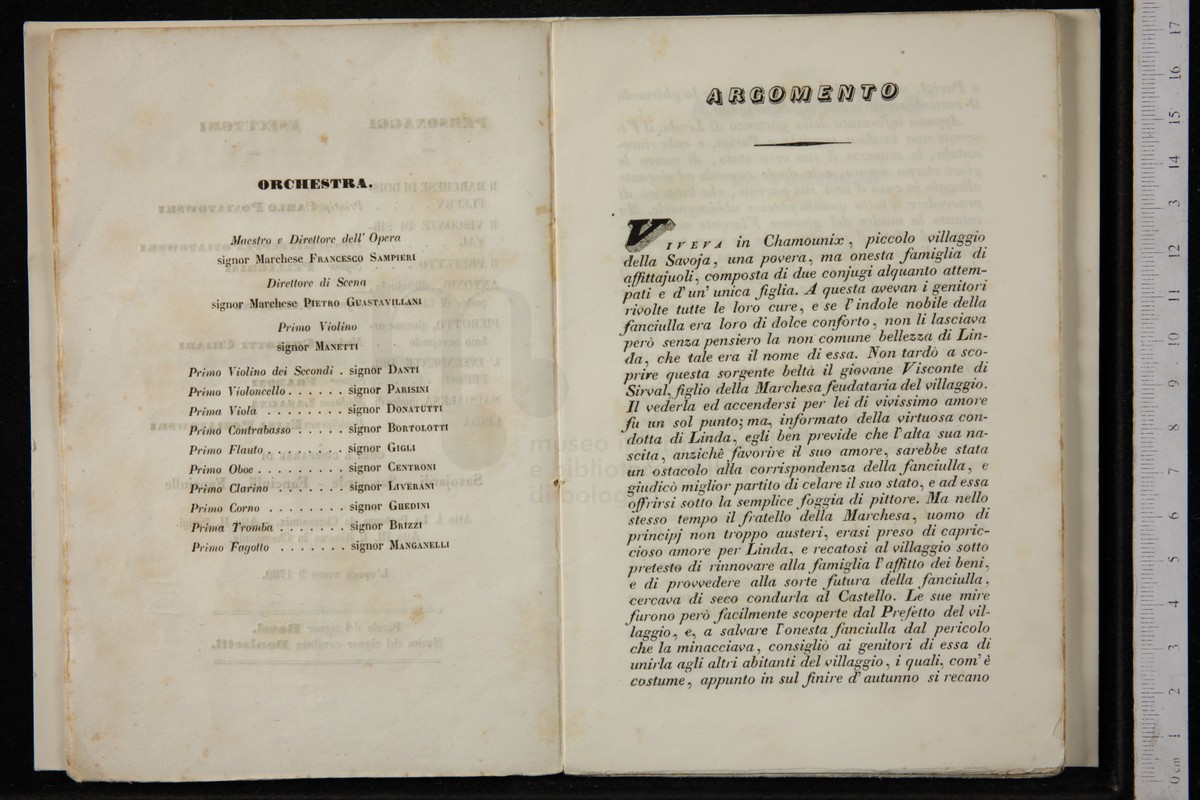 ORCHESTRA.
Maestro e Direttore dell' Opera
signor Marchese FRANCESCO SAMPIERI
Direttore di Scena
signor Marchese PIETRO GUASTAVILLANI
Primo Violino
signor MANETTI
Primo Violino dei Secondi . signor DANTI
Primo Violoncello . . . . . . signor PARISINI
Prima Viola . . . . . . . . signor DONATUTTI
Primo Contrabasso . . . . . signor BORTOLOTTI
Primo Flauto . . . . . . . . signor GIGLI
Primo Oboe . . . . . . . . . signor CENTRONI
Primo Clarino . . . . . . . signor LIVERANI
Primo Corno . . . . . . . . signor GHEDINI
Prima Tromba . . . . . . . signor BRIZZI
Primo Fagotto . . . . . . . signor MANGANELLI
museo
e biblioteca
di bologna
ARGOMENTO
VIVEVA in Chamounix, piccolo villaggio
della Savoja, una povera, ma onesta famiglia di
affittajuoli, composta di due conjugi alquanto attem-
pati e d'un' unica figlia. A questa avevan i genitori
rivolte tutte le loro cure, e se l'indole nobile della
fanciulla era loro di dolce conforto, non li lasciava
però senza pensiero la non comune bellezza di Lin-
da, che tale era il nome di essa. Non tardò a sco-
prire questa sorgente beltà il giovane Visconte di
Sirval, figlio della Marchesa feudataria del villaggio.
Il vederla ed accendersi per lei di vivissimo amore
fu un sol punto; ma, informato della virtuosa con-
dotta di Linda, egli ben previde che l'alta sua na-
scita, anzichè favorire il suo amore, sarebbe stata
un ostacolo alla corrispondenza della fanciulla, e
giudicò miglior partito di celare il suo stato, e ad essa
offrirsi sotto la semplice foggia di pittore. Ma nello
stesso tempo il fratello della Marchesa, uomo di
principj non troppo austeri, erasi preso di capric-
cioso amore per Linda, e recatosi al villaggio sotto
pretesto di rinnovare alla famiglia l'affitto dei beni,
e di provvedere alla sorte futura della fanciulla,
cercava di seco condurla al Castello. Le sue mire
furono però facilmente scoperte dal Prefetto del vil-
laggio, e, a salvare l'onesta fanciulla dal pericolo
che la minacciava, consigliò ai genitori di essa di
unirla agli altri abitanti del villaggio, i quali, com' è
costume, appunto in sul finire d'autunno si recano